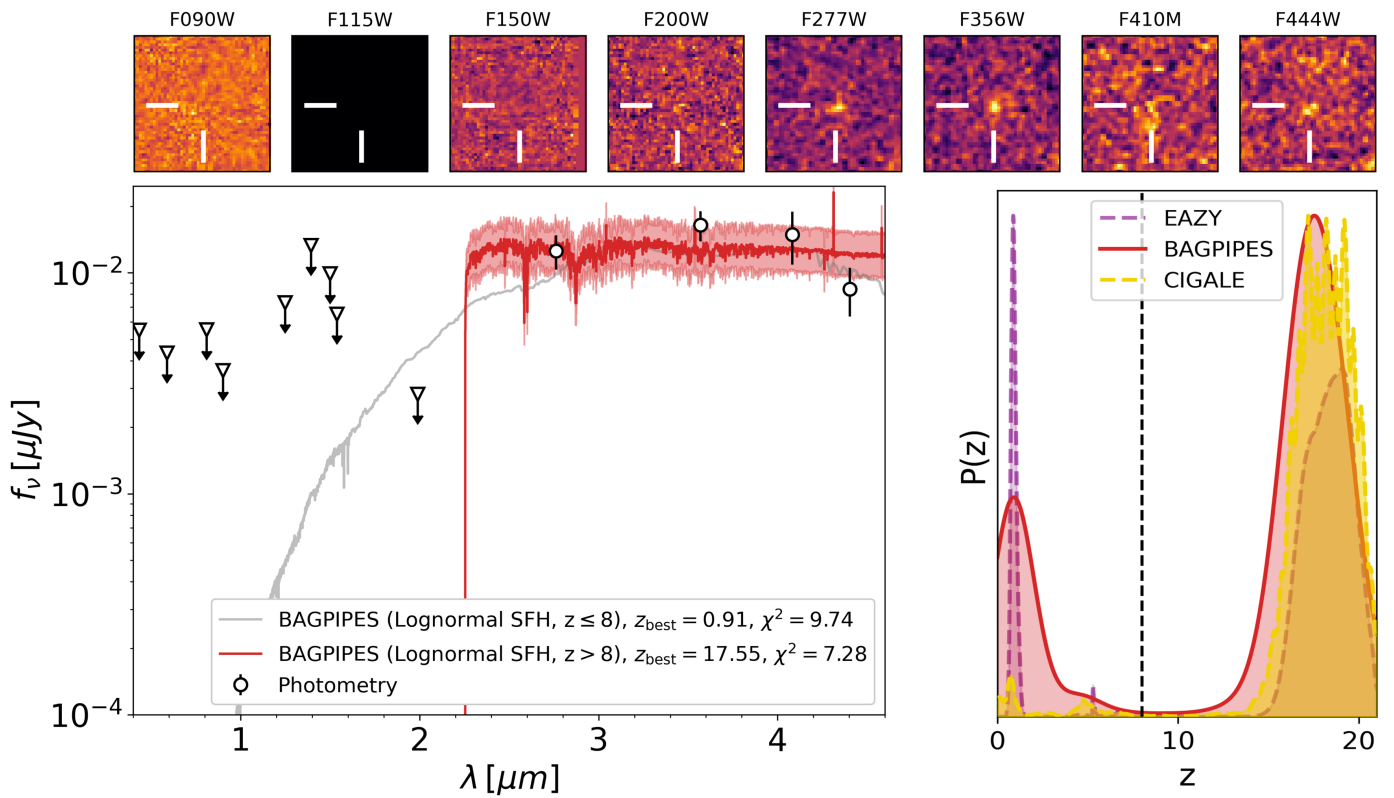 F090W F115W F150W F200W F277W F356W F410M F444W
10⁻²
10⁻³
10⁻⁴
f_ν [μJy]
BAGPIPES (Lognormal SFH, z ≤ 8), z_best = 0.91, χ² = 9.74
BAGPIPES (Lognormal SFH, z > 8), z_best = 17.55, χ² = 7.28
Photometry
1 2 3 4
λ [μm]
EAZY
BAGPIPES
CIGALE
P(z)
0 10 20
z